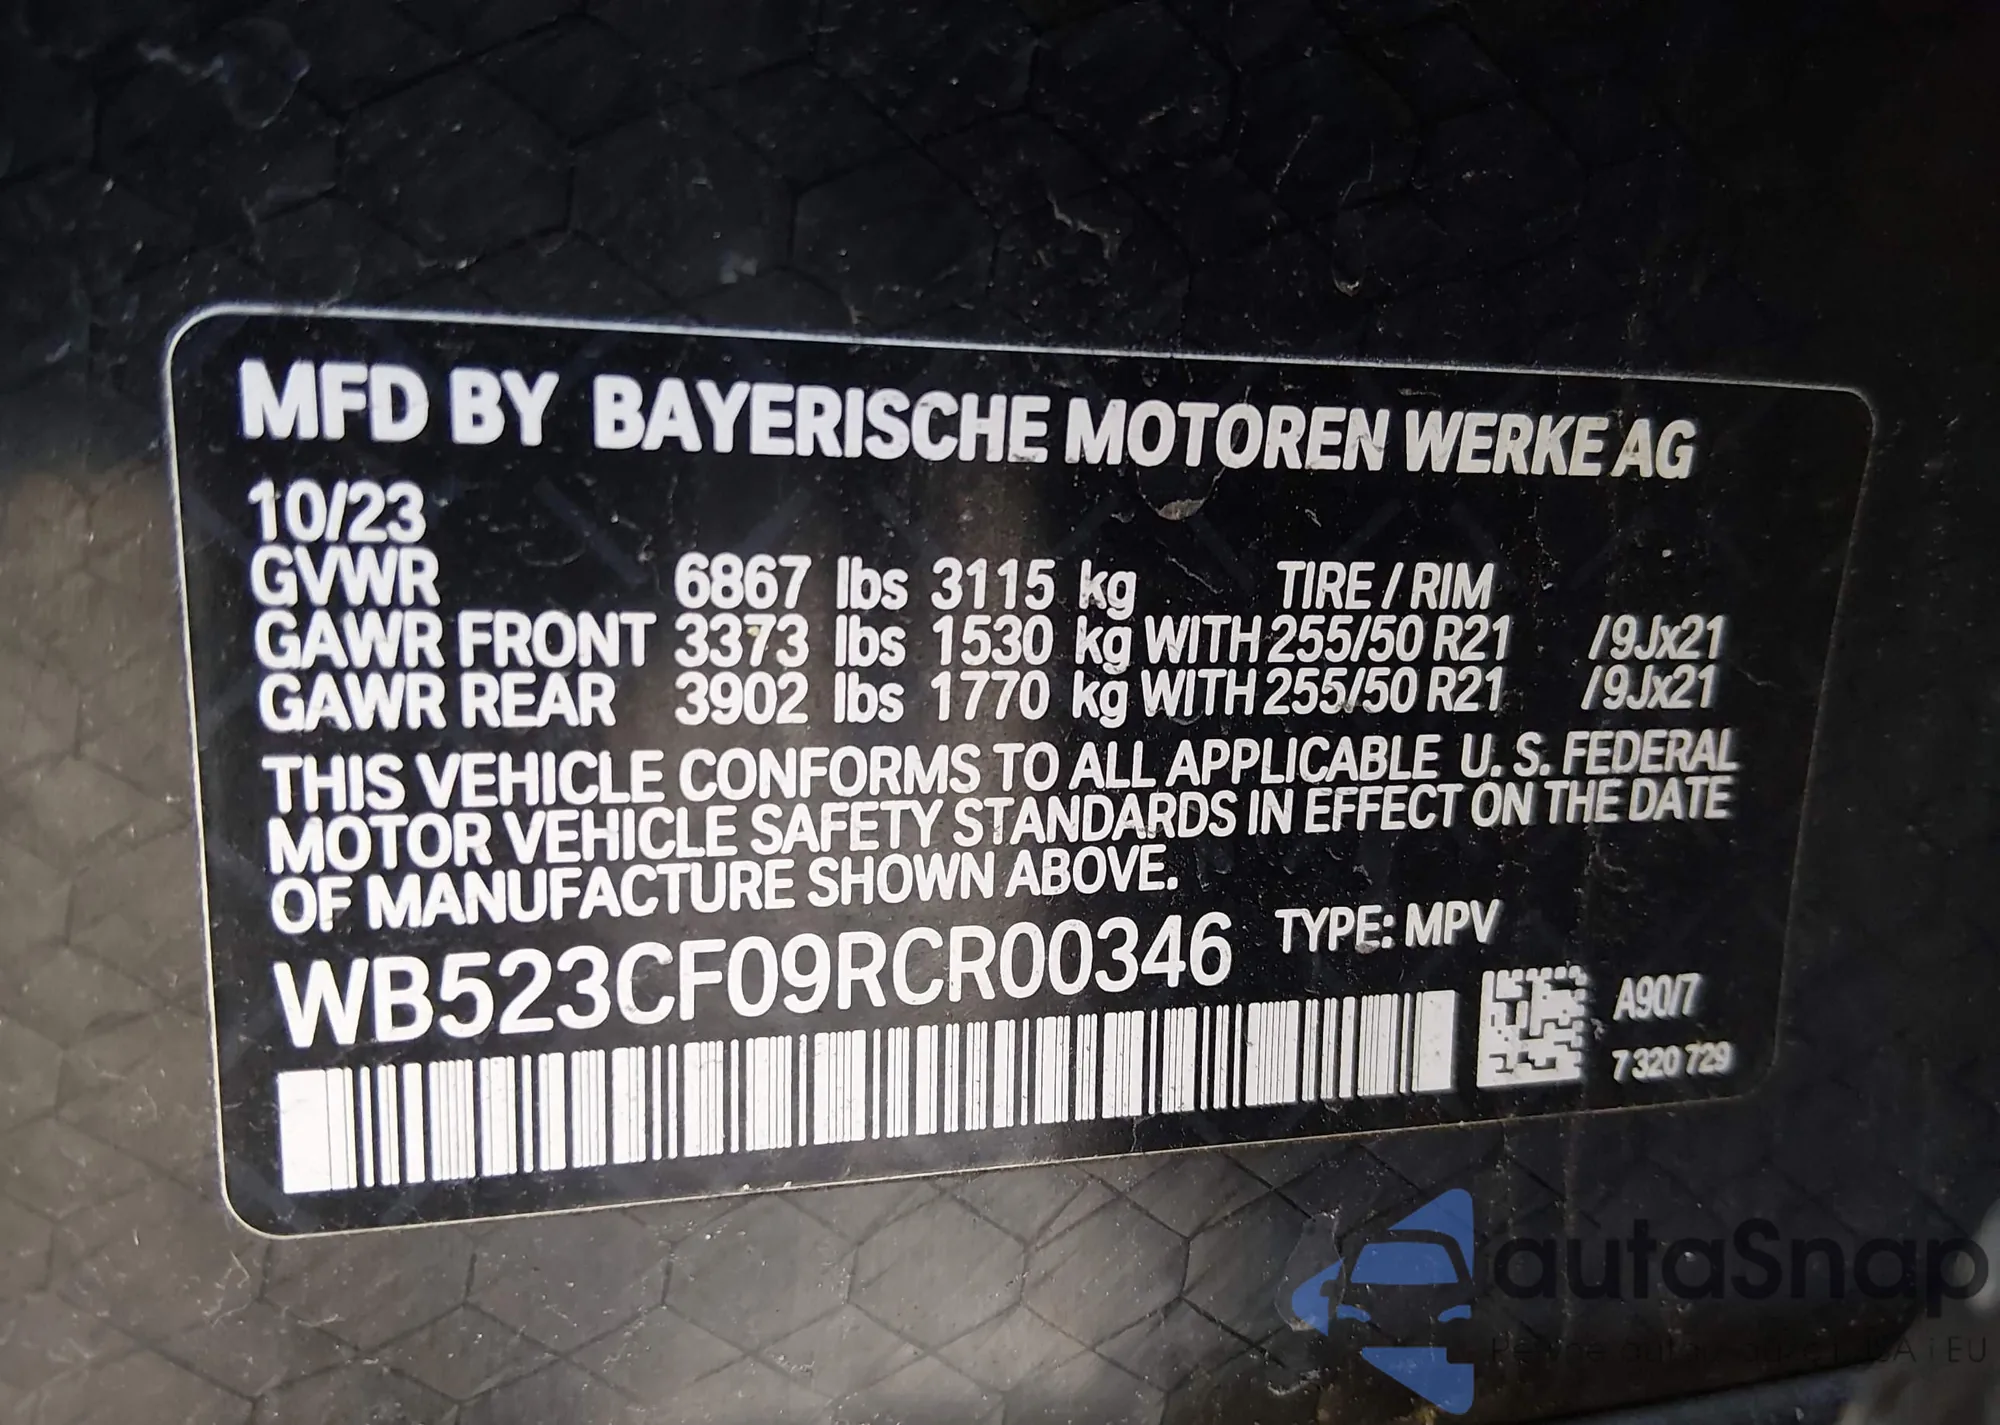 MFD BY BAYERISCHE MOTOREN WERKE AG
10/23
GVWR 6867 lbs 3115 kg TIRE / RIM
GAWR FRONT 3373 lbs 1530 kg WITH 255/50 R21 /9Jx21
GAWR REAR 3902 lbs 1770 kg WITH 255/50 R21 /9Jx21
THIS VEHICLE CONFORMS TO ALL APPLICABLE U. S. FEDERAL
MOTOR VEHICLE SAFETY STANDARDS IN EFFECT ON THE DATE
OF MANUFACTURE SHOWN ABOVE.
WB523CF09RCR00346 TYPE: MPV
A90/7
7 320 729
autaSnap
i EU